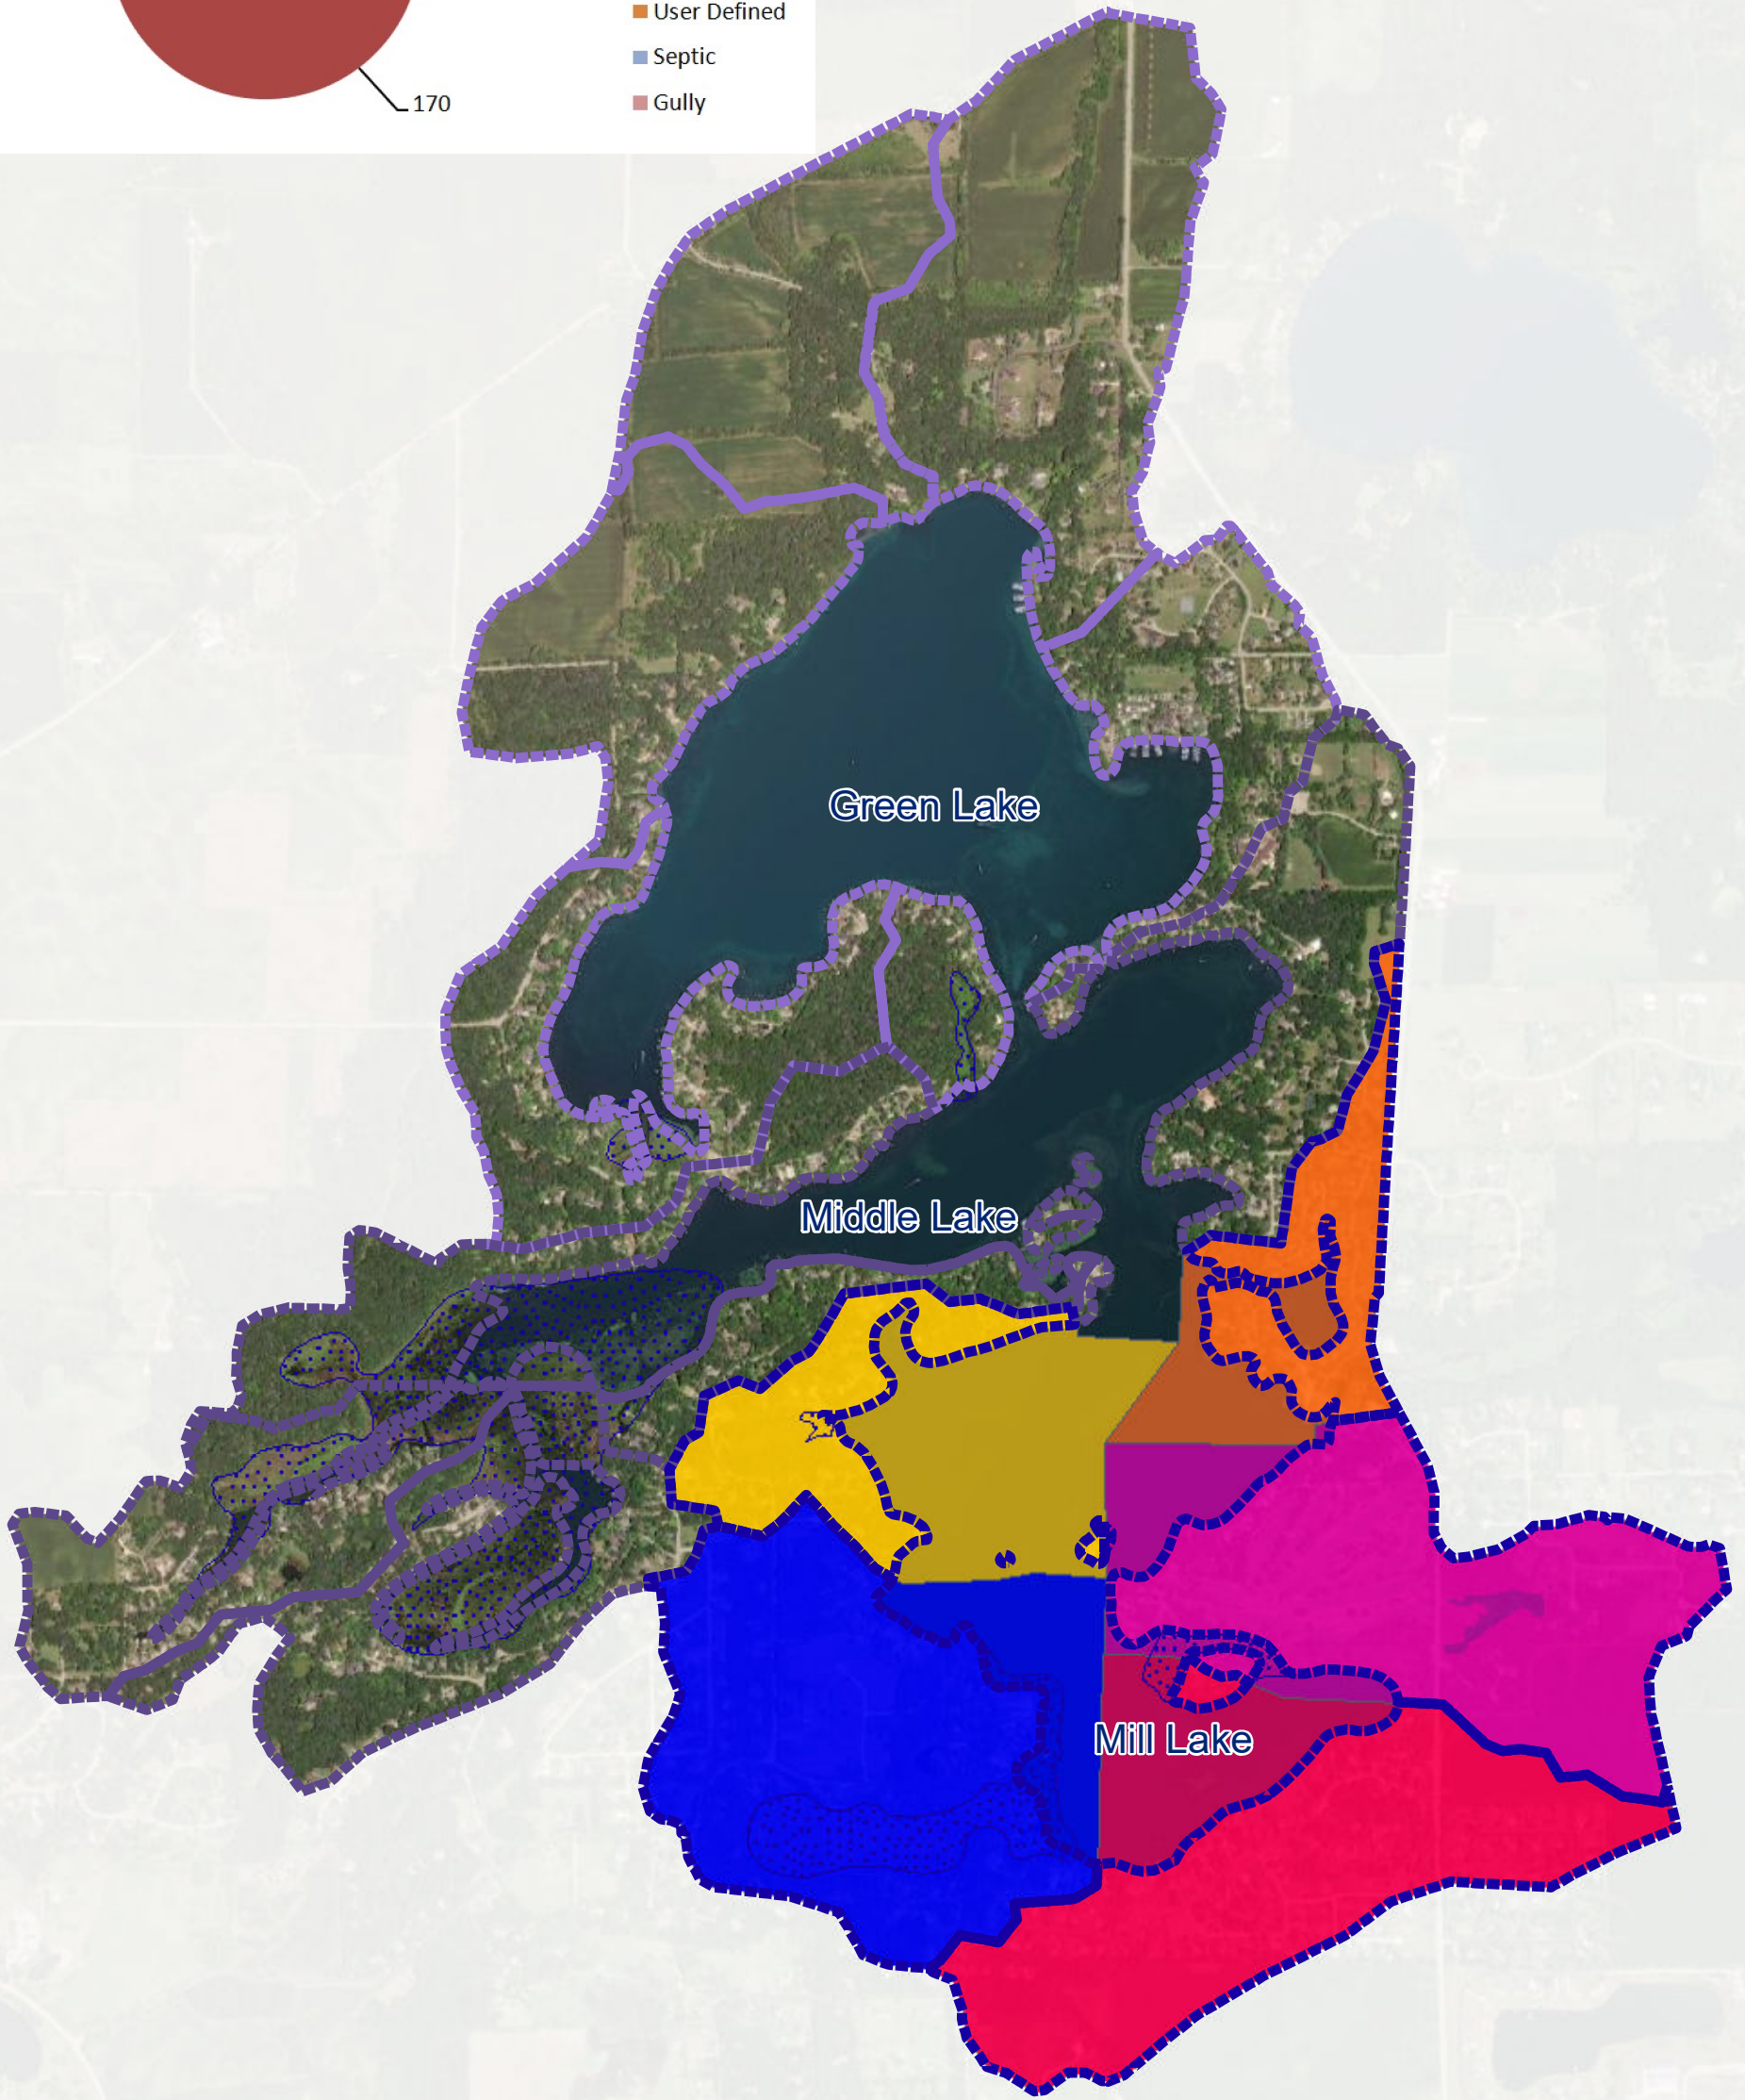 User Defined
Septic
Gully
170
Green Lake
Middle Lake
Mill Lake